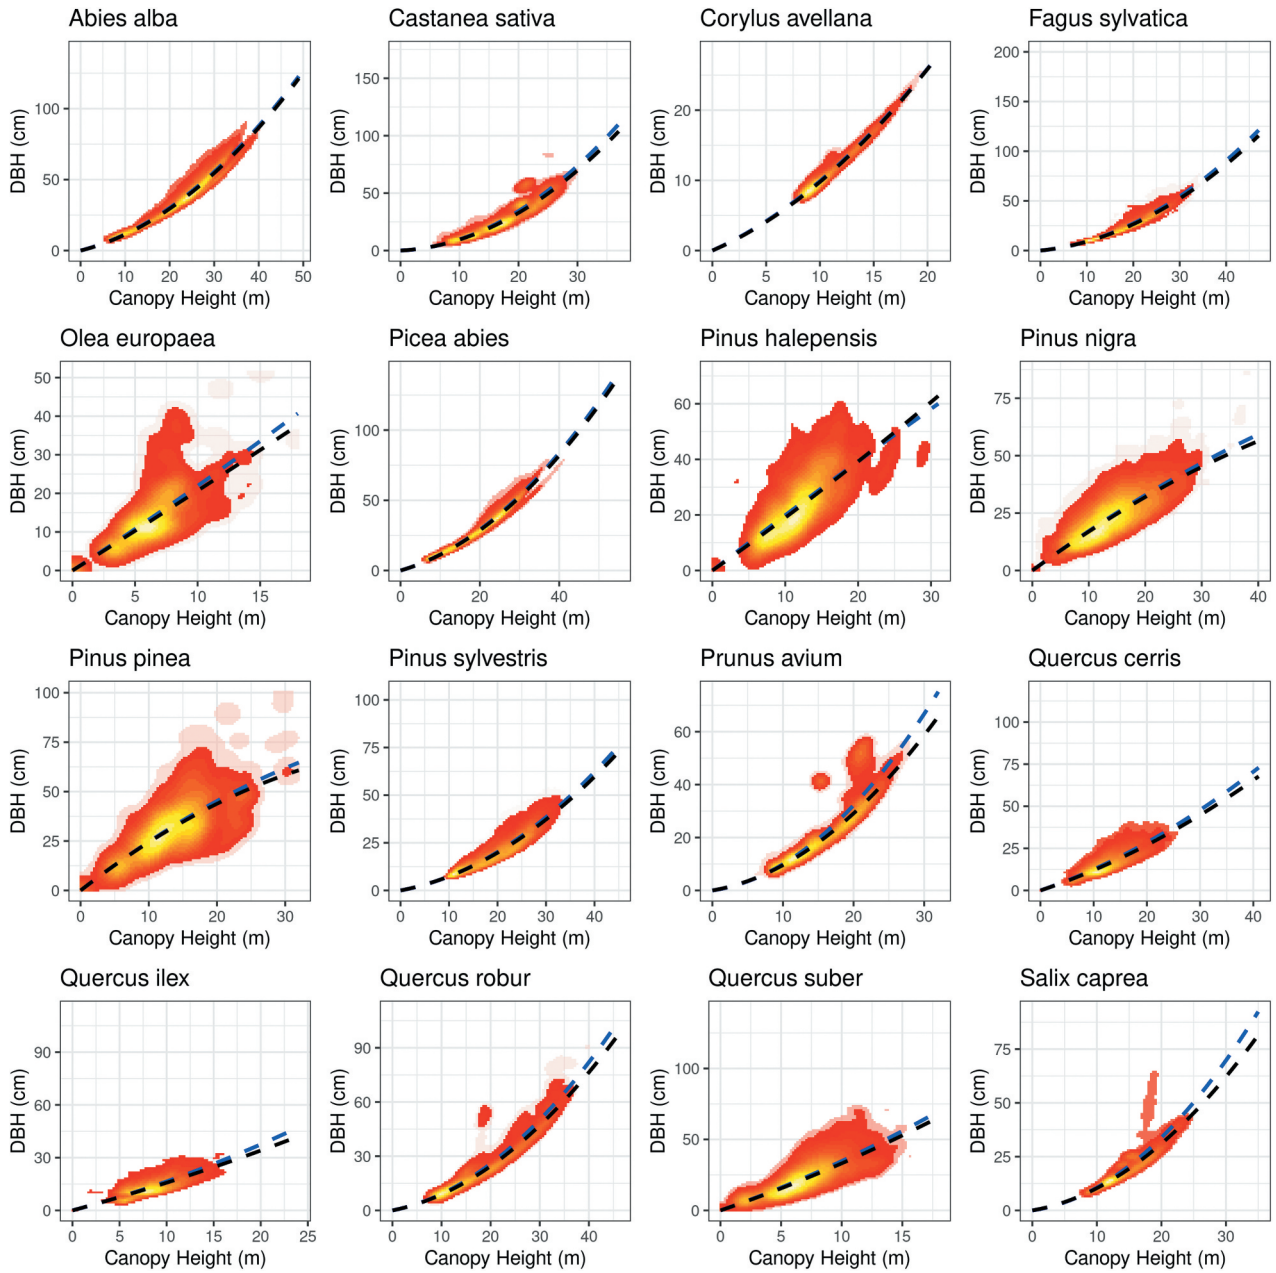 Abies alba
Castanea sativa
Corylus avellana
Fagus sylvatica
DBH (cm)
100
50
0
0 10 20 30 40 50
Canopy Height (m)
DBH (cm)
150
100
50
0
0 10 20 30
Canopy Height (m)
DBH (cm)
20
10
0
0 5 10 15 20
Canopy Height (m)
DBH (cm)
200
150
100
50
0
0 10 20 30 40
Canopy Height (m)
Olea europaea
Picea abies
Pinus halepensis
Pinus nigra
DBH (cm)
50
40
30
20
10
0
0 5 10 15
Canopy Height (m)
DBH (cm)
100
50
0
0 20 40
Canopy Height (m)
DBH (cm)
60
40
20
0
0 10 20 30
Canopy Height (m)
DBH (cm)
75
50
25
0
0 10 20 30 40
Canopy Height (m)
Pinus pinea
Pinus sylvestris
Prunus avium
Quercus cerris
DBH (cm)
100
75
50
25
0
0 10 20 30
Canopy Height (m)
DBH (cm)
100
75
50
25
0
0 10 20 30 40
Canopy Height (m)
DBH (cm)
60
40
20
0
0 10 20 30
Canopy Height (m)
DBH (cm)
100
75
50
25
0
0 10 20 30 40
Canopy Height (m)
Quercus ilex
Quercus robur
Quercus suber
Salix caprea
DBH (cm)
90
60
30
0
0 5 10 15 20 25
Canopy Height (m)
DBH (cm)
90
60
30
0
0 10 20 30 40
Canopy Height (m)
DBH (cm)
100
50
0
0 5 10 15
Canopy Height (m)
DBH (cm)
75
50
25
0
0 10 20 30
Canopy Height (m)